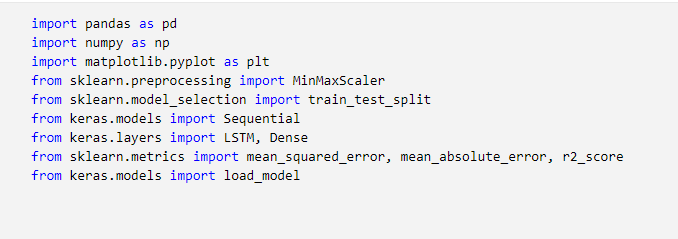 import pandas as pd
import numpy as np
import matplotlib.pyplot as plt
from sklearn.preprocessing import MinMaxScaler
from sklearn.model_selection import train_test_split
from keras.models import Sequential
from keras.layers import LSTM, Dense
from sklearn.metrics import mean_squared_error, mean_absolute_error, r2_score
from keras.models import load_model